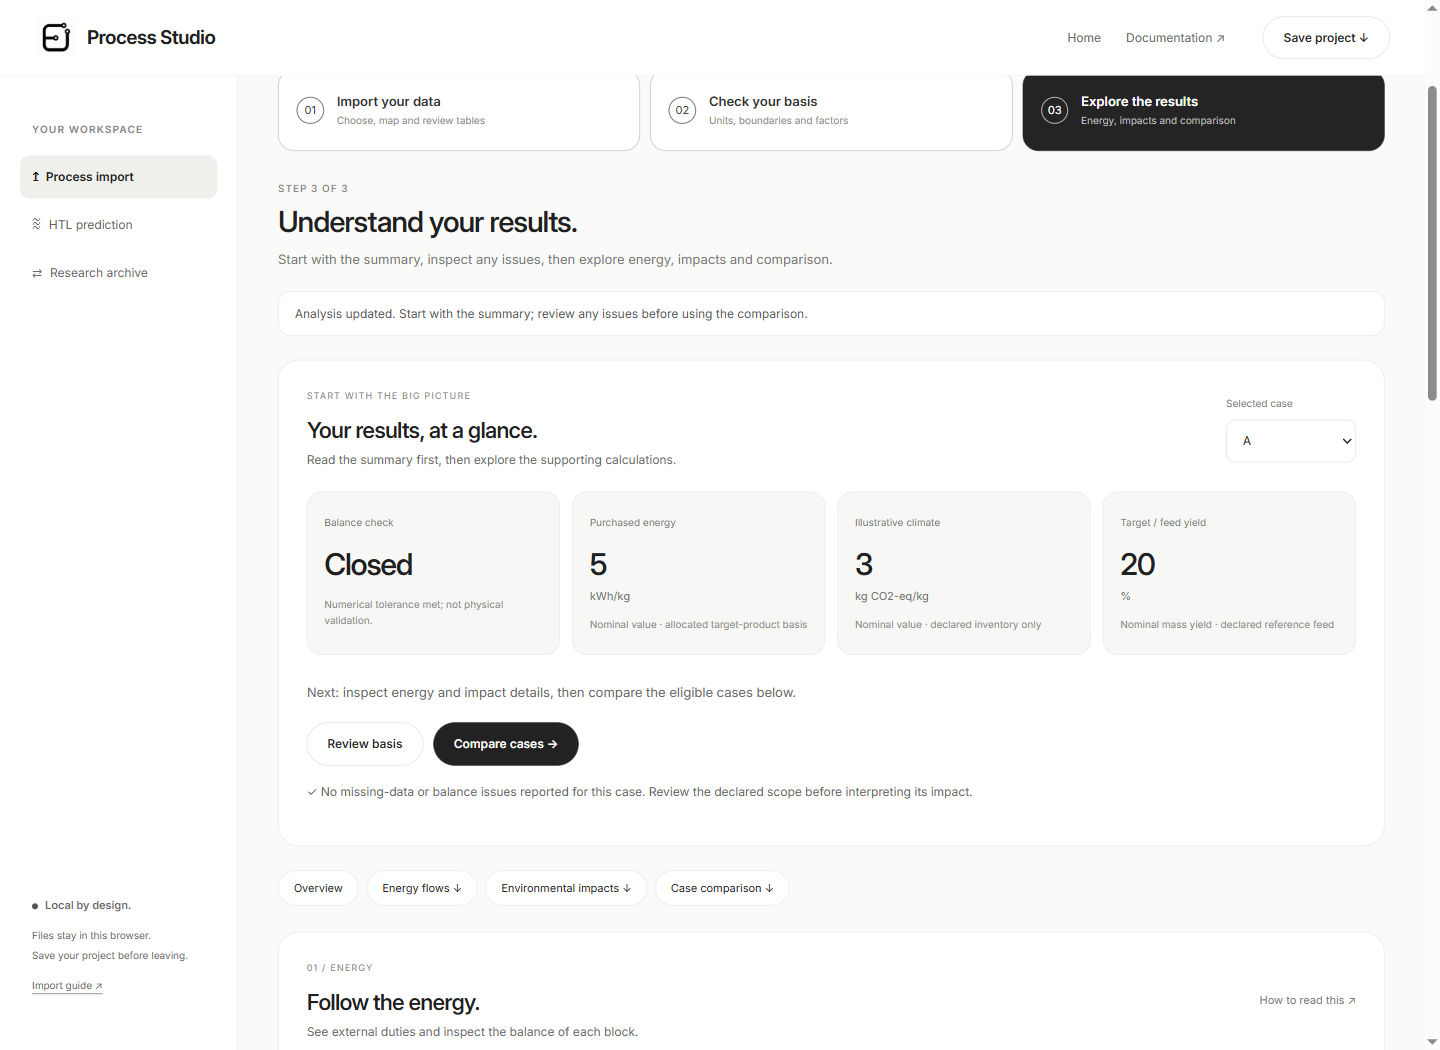 Process Studio
Home
Documentation ↗
Save project ↓
YOUR WORKSPACE
↥ Process import
HTL prediction
⇄ Research archive
01
Import your data
Choose, map and review tables
02
Check your basis
Units, boundaries and factors
03
Explore the results
Energy, impacts and comparison
STEP 3 OF 3
Understand your results.
Start with the summary, inspect any issues, then explore energy, impacts and comparison.
Analysis updated. Start with the summary; review any issues before using the comparison.
START WITH THE BIG PICTURE
Your results, at a glance.
Read the summary first, then explore the supporting calculations.
Selected case
A
Balance check
Closed
Numerical tolerance met; not physical
validation.
Purchased energy
5
kWh/kg
Nominal value · allocated target-product basis
Illustrative climate
3
kg CO2-eq/kg
Nominal value · declared inventory only
Target / feed yield
20
%
Nominal mass yield · declared reference feed
Next: inspect energy and impact details, then compare the eligible cases below.
Review basis
Compare cases →
✓ No missing-data or balance issues reported for this case. Review the declared scope before interpreting its impact.
Overview
Energy flows ↓
Environmental impacts ↓
Case comparison ↓
01 / ENERGY
Follow the energy.
See external duties and inspect the balance of each block.
How to read this ↗
Local by design.
Files stay in this browser.
Save your project before leaving.
Import guide ↗